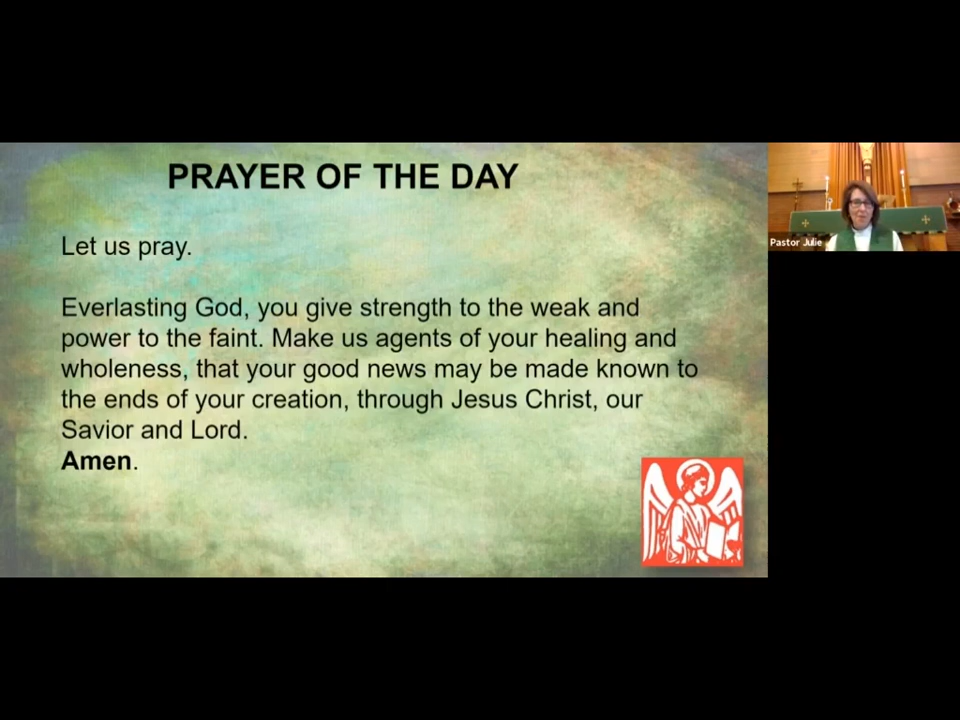 PRAYER OF THE DAY
Let us pray.
Everlasting God, you give strength to the weak and
power to the faint. Make us agents of your healing and
wholeness, that your good news may be made known to
the ends of your creation, through Jesus Christ, our
Savior and Lord.
Amen.
Pastor Julie